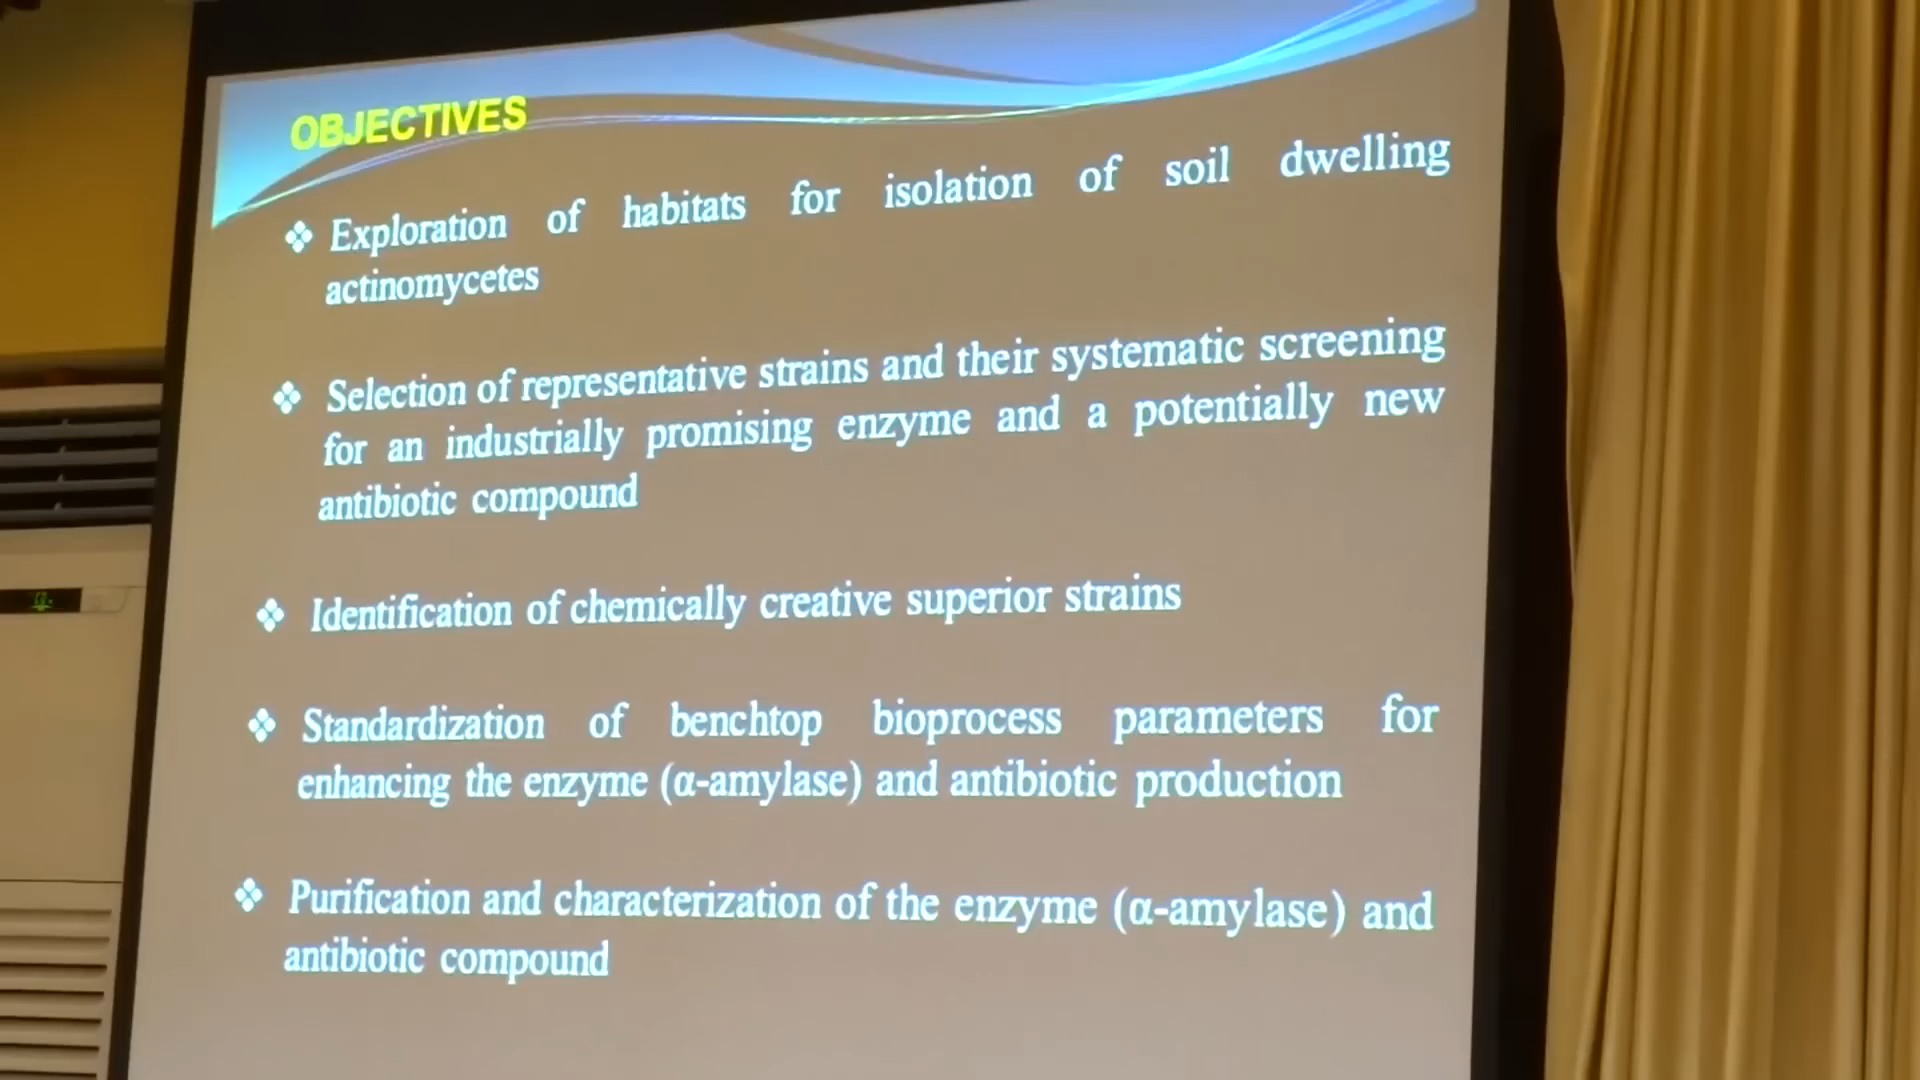 OBJECTIVES
Exploration of habitats for isolation of soil dwelling
actinomycetes
Selection of representative strains and their systematic screening
for an industrially promising enzyme and a potentially new
antibiotic compound
Identification of chemically creative superior strains
Standardization of benchtop bioprocess parameters for
enhancing the enzyme (α-amylase) and antibiotic production
Purification and characterization of the enzyme (α-amylase) and
antibiotic compound